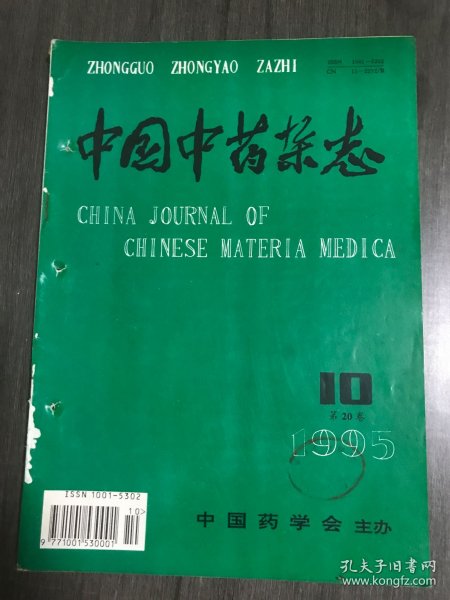 ISSN 1001-5302
CN 11-2272/R
ZHONGGUO ZHONGYAO ZAZHI
中国中药杂志
CHINA JOURNAL OF
CHINESE MATERIA MEDICA
10
第20卷
1995
ISSN 1001-5302
10>
9 771001 530001
中国药学会 主办
孔夫子旧书网
www.kongfz.com